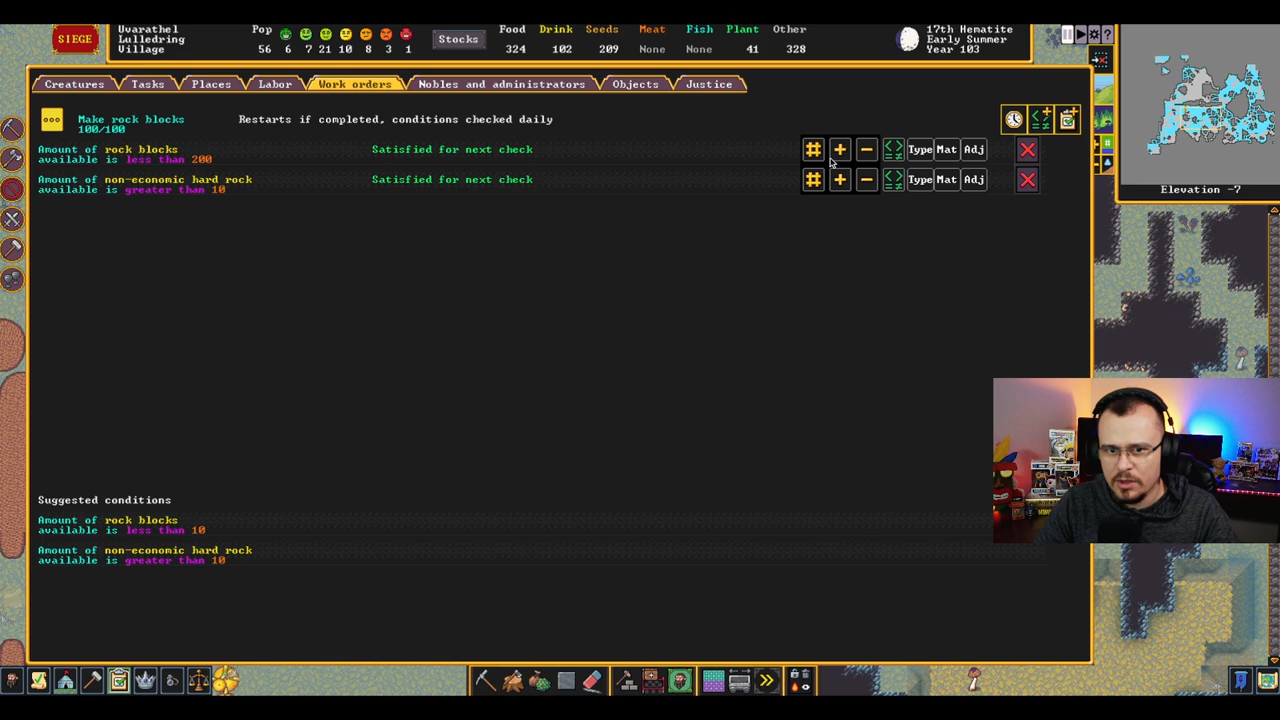 SIEGE
Uvarathel
Lulledring
Village
Pop
56 6 7 21 10 8 3 1
Stocks
Food Drink Seeds Meat Fish Plant Other
324 102 209 None None 41 328
17th Hematite
Early Summer
Year 103
Creatures Tasks Places Labor Work orders Nobles and administrators Objects Justice
Make rock blocks
100/100
Restarts if completed, conditions checked daily
Amount of rock blocks
available is less than 200
Satisfied for next check
Type Mat Adj
Amount of non-economic hard rock
available is greater than 10
Satisfied for next check
Type Mat Adj
Elevation -7
Suggested conditions
Amount of rock blocks
available is less than 10
Amount of non-economic hard rock
available is greater than 10